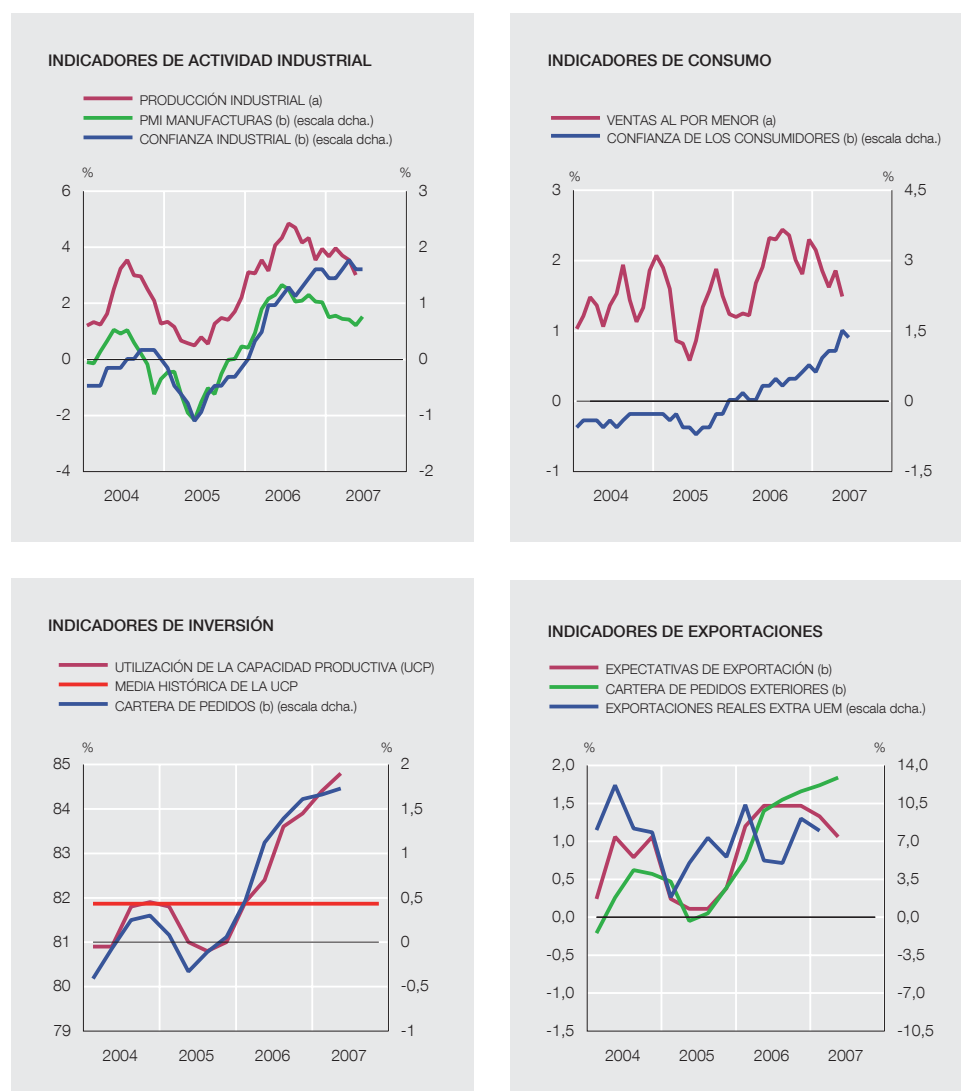 INDICADORES DE ACTIVIDAD INDUSTRIAL
PRODUCCIÓN INDUSTRIAL (a)
PMI MANUFACTURAS (b) (escala dcha.)
CONFIANZA INDUSTRIAL (b) (escala dcha.)
% %
6 3
4 2
2 1
0 0
-2 -1
-4 -2
2004 2005 2006 2007
INDICADORES DE CONSUMO
VENTAS AL POR MENOR (a)
CONFIANZA DE LOS CONSUMIDORES (b) (escala dcha.)
% %
3 4,5
2 3
1 1,5
0 0
-1 -1,5
2004 2005 2006 2007
INDICADORES DE INVERSIÓN
UTILIZACIÓN DE LA CAPACIDAD PRODUCTIVA (UCP)
MEDIA HISTÓRICA DE LA UCP
CARTERA DE PEDIDOS (b) (escala dcha.)
% %
85 2
84 1,5
83 1
82 0,5
81 0
80 -0,5
79 -1
2004 2005 2006 2007
INDICADORES DE EXPORTACIONES
EXPECTATIVAS DE EXPORTACIÓN (b)
CARTERA DE PEDIDOS EXTERIORES (b)
EXPORTACIONES REALES EXTRA UEM (escala dcha.)
% %
2,0 14,0
1,5 10,5
1,0 7,0
0,5 3,5
0,0 0,0
-0,5 -3,5
-1,0 -7,0
-1,5 -10,5
2004 2005 2006 2007